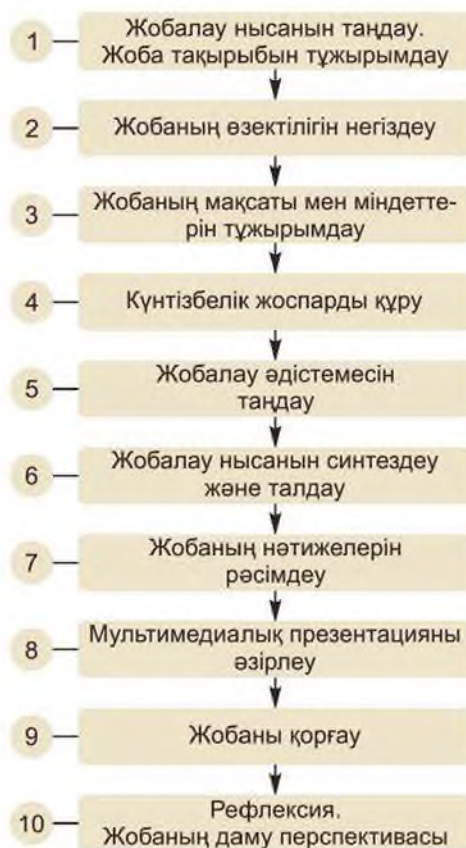 1
Жобалау нысанын таңдау.
Жоба тақырыбын тұжырымдау
2
Жобаның өзектілігін негіздеу
3
Жобаның мақсаты мен міндетте-
рін тұжырымдау
4
Күнтізбелік жоспарды құру
5
Жобалау әдістемесін
таңдау
6
Жобалау нысанын синтездеу
және талдау
7
Жобаның нәтижелерін
рәсімдеу
8
Мультимедиалық презентацияны
әзірлеу
9
Жобаны қорғау
10
Рефлексия.
Жобаның даму перспективасы